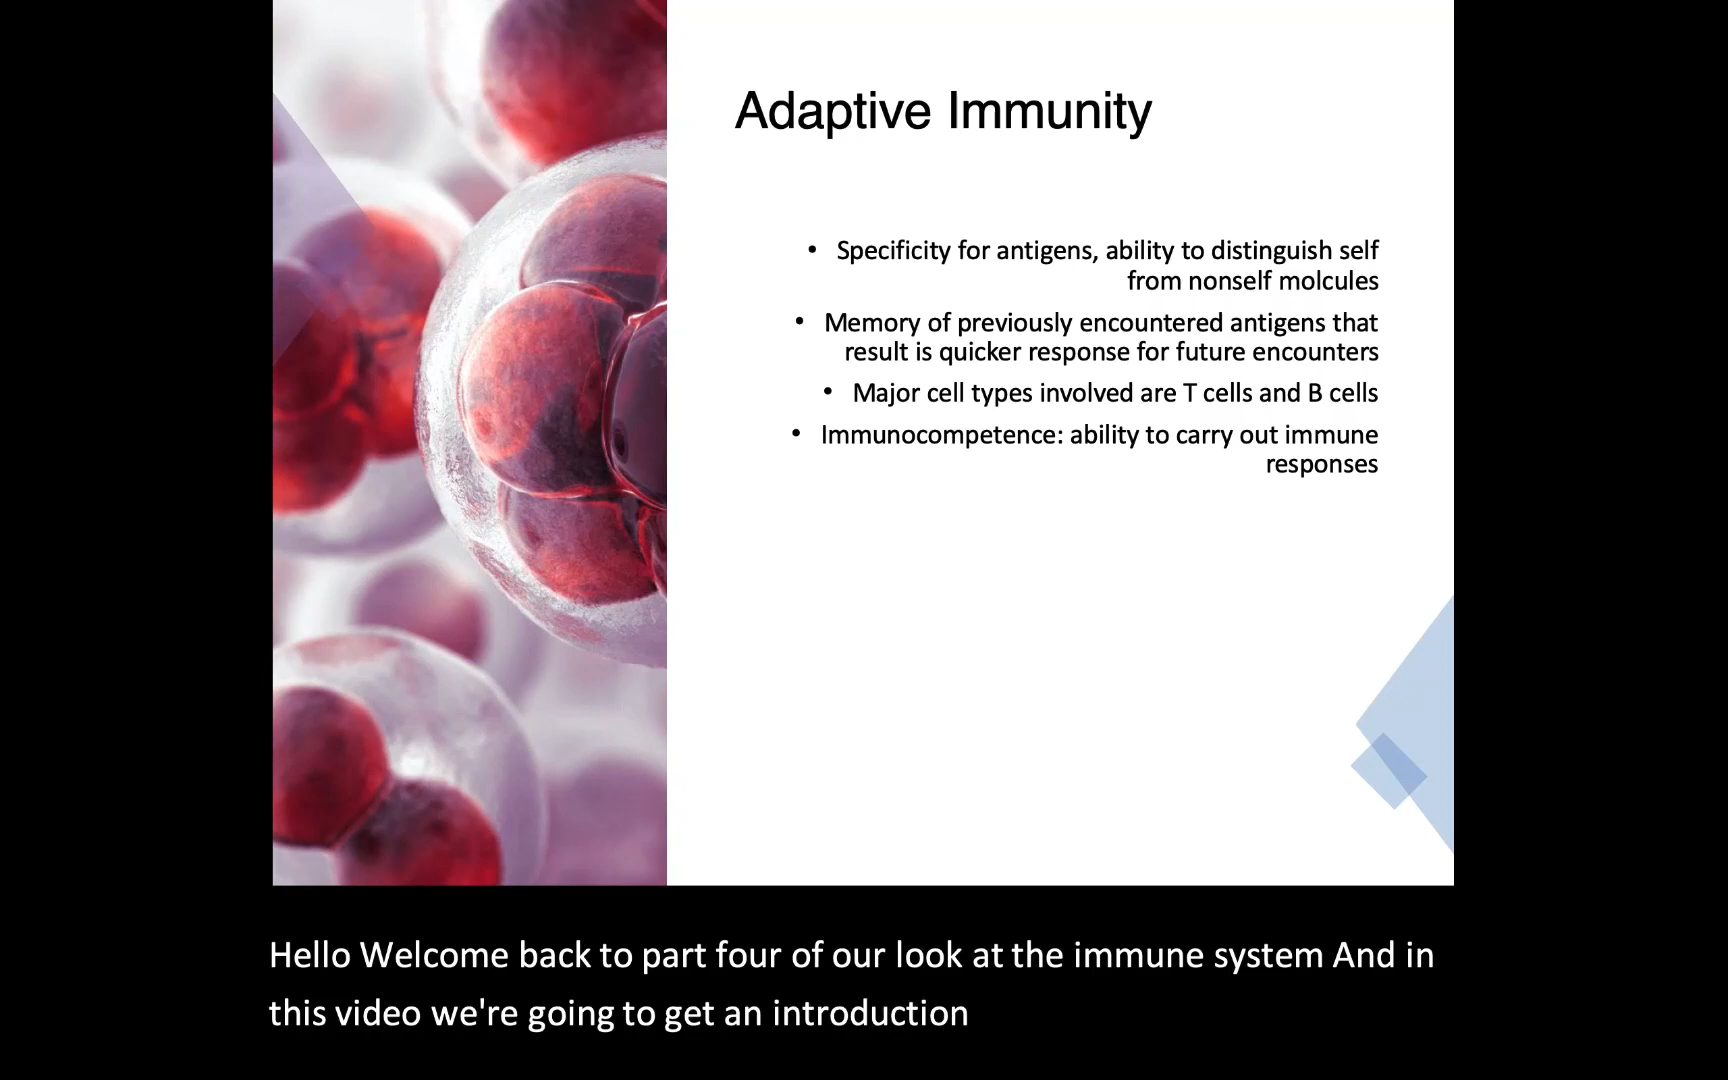 Adaptive Immunity
• Specificity for antigens, ability to distinguish self
from nonself molcules
• Memory of previously encountered antigens that
result is quicker response for future encounters
• Major cell types involved are T cells and B cells
• Immunocompetence: ability to carry out immune
responses
Hello Welcome back to part four of our look at the immune system And in
this video we're going to get an introduction